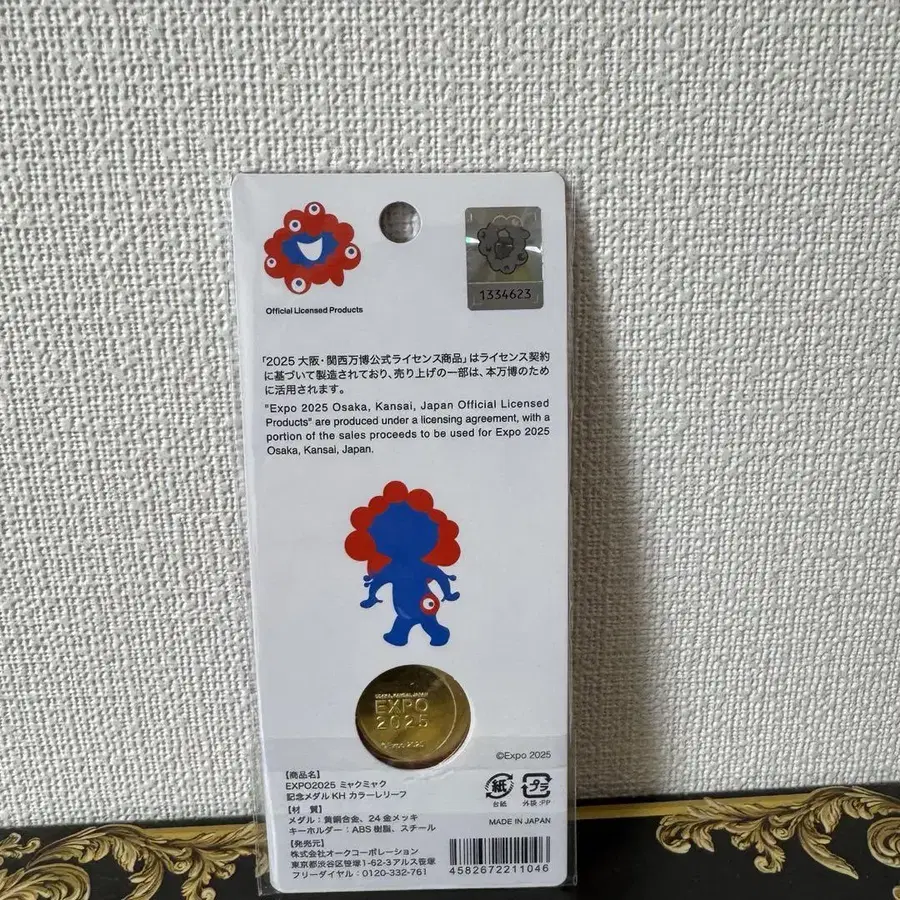 Official Licensed Products
1334623
「2025 大阪・関西万博公式ライセンス商品」はライセンス契約
に基づいて製造されており、売り上げの一部は、本万博のため
に活用されます。
"Expo 2025 Osaka, Kansai, Japan Official Licensed
Products" are produced under a licensing agreement, with a
portion of the sales proceeds to be used for Expo 2025
Osaka, Kansai, Japan.
OSAKA, KANSAI, JAPAN
EXPO
2025
©Expo 2025
©Expo 2025
【商品名】
EXPO2025 ミャクミャク
記念メダル KH カラーレリーフ
【材 質】
メダル：黄銅合金、24金メッキ
キーホルダー：ABS樹脂、スチール
【発売元】
株式会社オークコーポレーション
東京都渋谷区笹塚1-62-3アルス笹塚
フリーダイヤル：0120-332-761
紙
台紙
プラ
外袋:PP
MADE IN JAPAN
4582672211046